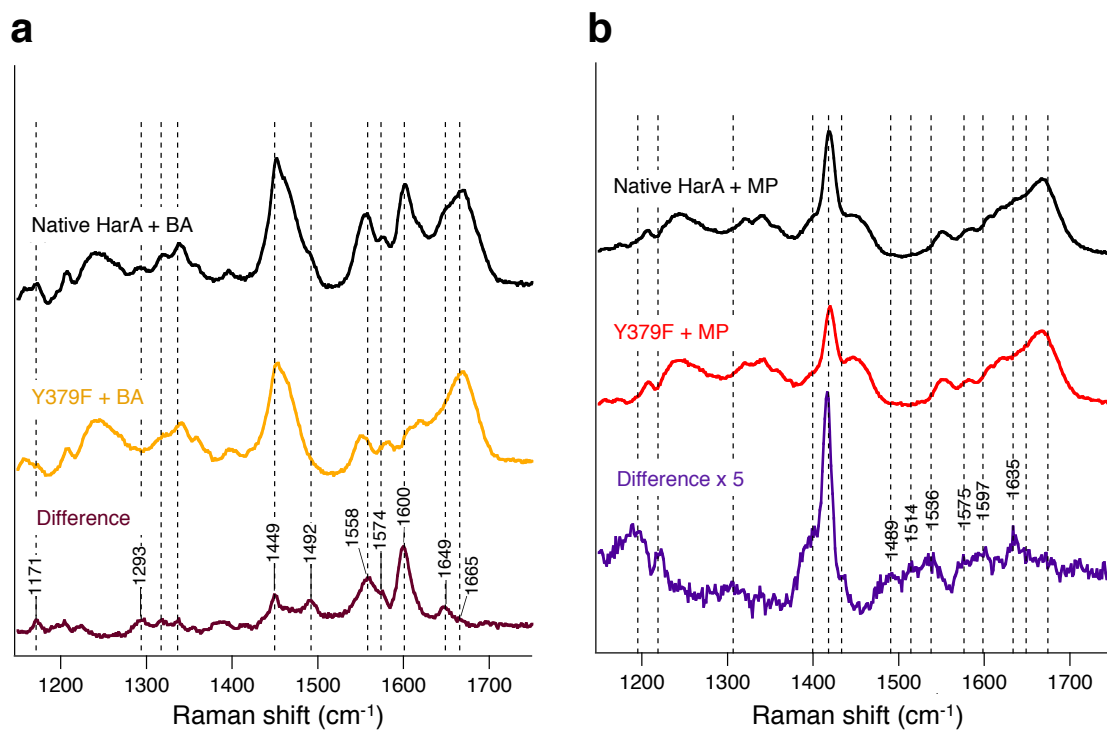 a
Native HarA + BA
Y379F + BA
Difference
1171
1293
1449
1492
1558
1574
1600
1649
1665
1200 1300 1400 1500 1600 1700
Raman shift (cm⁻¹)
b
Native HarA + MP
Y379F + MP
Difference x 5
1489
1514
1536
1575
1597
1635
1200 1300 1400 1500 1600 1700
Raman shift (cm⁻¹)